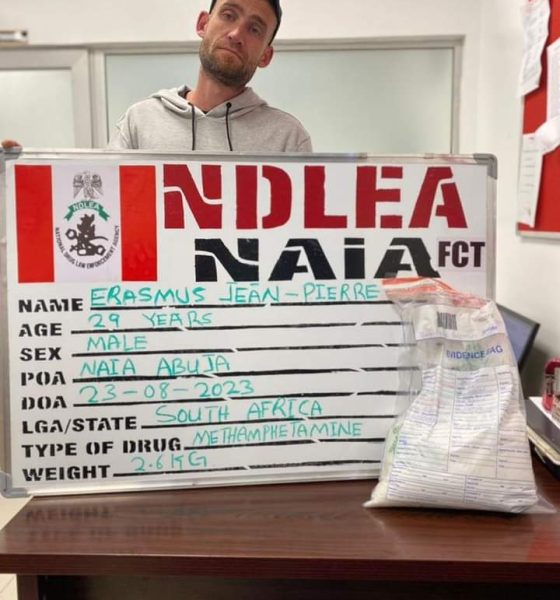 NDLEA
NATIONAL DRUG LAW ENFORCEMENT AGENCY
NDLEA
NAIA FCT
NAME ERASMUS JEAN-PIERRE
AGE 29 YEARS
SEX MALE
POA NAIA ABUJA
DOA 23-08-2023
LGA/STATE SOUTH AFRICA
TYPE OF DRUG METHAMPHETAMINE
WEIGHT 2.6KG
EVIDENCE BAG